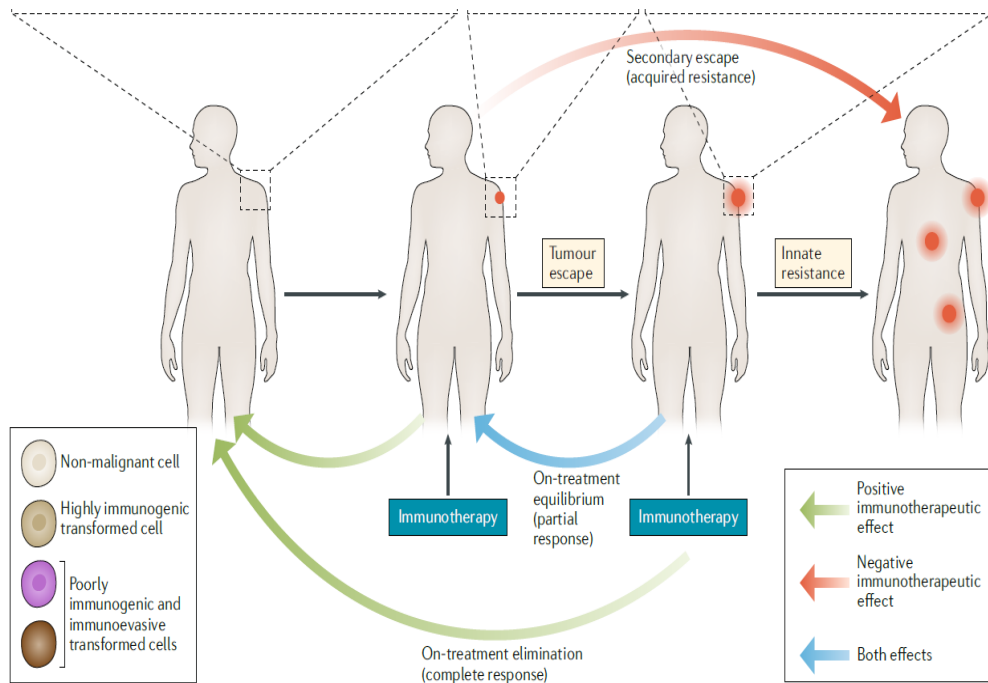 Secondary escape
(acquired resistance)
Tumour
escape
Innate
resistance
Non-malignant cell
Highly immunogenic
transformed cell
Poorly
immunogenic and
immunoevasive
transformed cells
Immunotherapy
On-treatment
equilibrium
(partial
response)
Immunotherapy
On-treatment elimination
(complete response)
Positive
immunotherapeutic
effect
Negative
immunotherapeutic
effect
Both effects